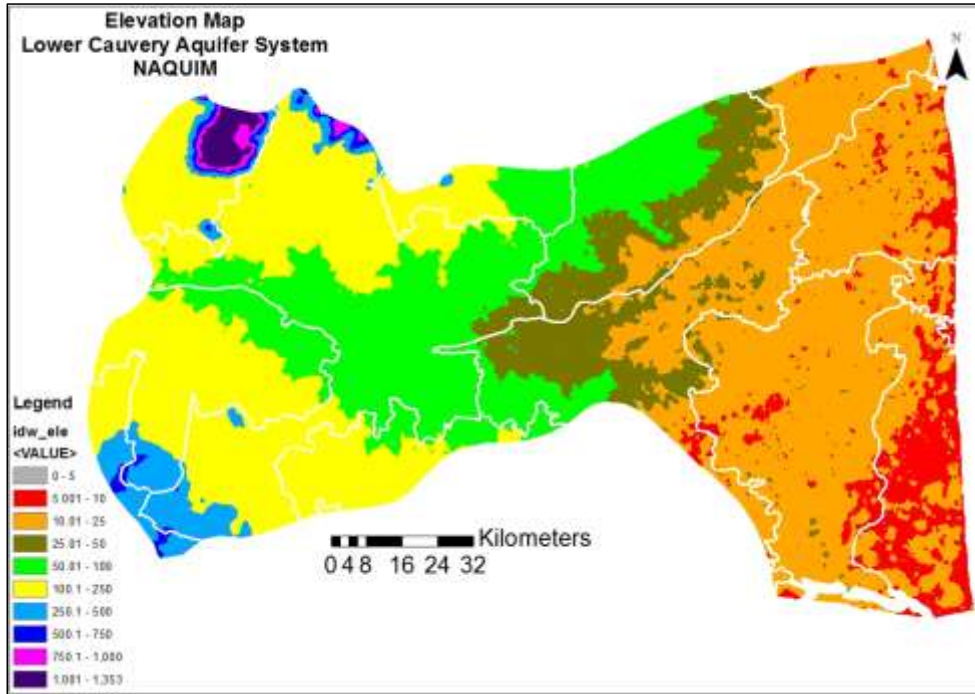 Elevation Map
Lower Cauvery Aquifer System
NAQUIM
N
Legend
idw_ele
<VALUE>
0 - 5
5.001 - 10
10.01 - 25
25.01 - 50
50.01 - 100
100.1 - 250
250.1 - 500
500.1 - 750
750.1 - 1,000
1,001 - 1,353
Kilometers
0 4 8 16 24 32